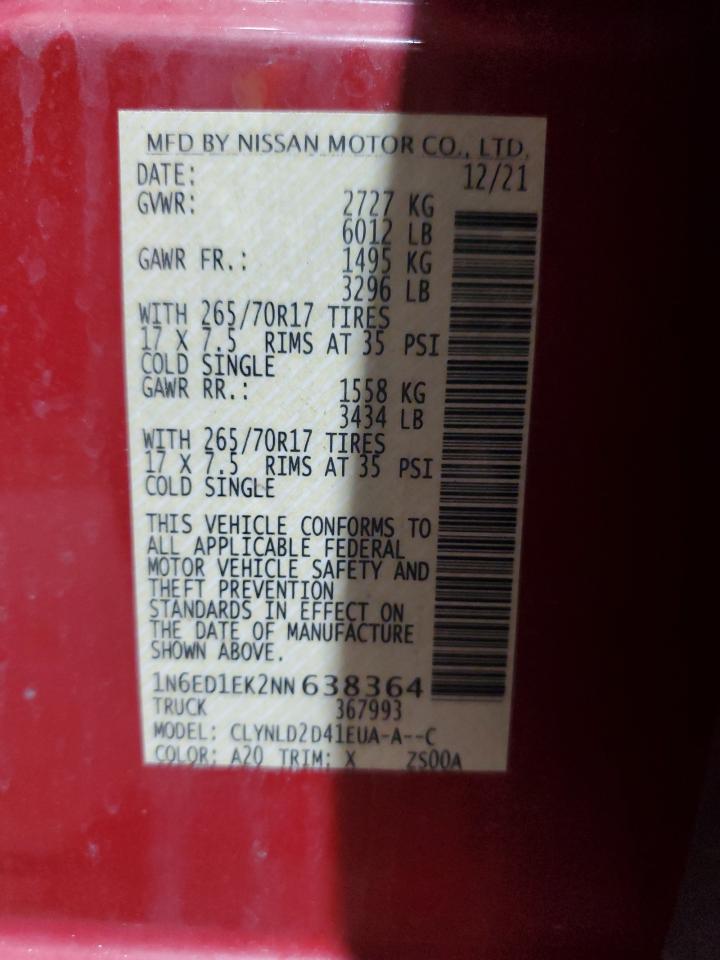 MFD BY NISSAN MOTOR CO., LTD.
DATE: 12/21
GVWR: 2727 KG
6012 LB
GAWR FR.: 1495 KG
3296 LB
WITH 265/70R17 TIRES
17 X 7.5 RIMS AT 35 PSI
COLD SINGLE
GAWR RR.: 1558 KG
3434 LB
WITH 265/70R17 TIRES
17 X 7.5 RIMS AT 35 PSI
COLD SINGLE
THIS VEHICLE CONFORMS TO
ALL APPLICABLE FEDERAL
MOTOR VEHICLE SAFETY AND
THEFT PREVENTION
STANDARDS IN EFFECT ON
THE DATE OF MANUFACTURE
SHOWN ABOVE.
1N6ED1EK2NN638364
TRUCK 367993
MODEL: CLYNLD2D41EUA-A--C
COLOR: A20 TRIM: X ZS00A